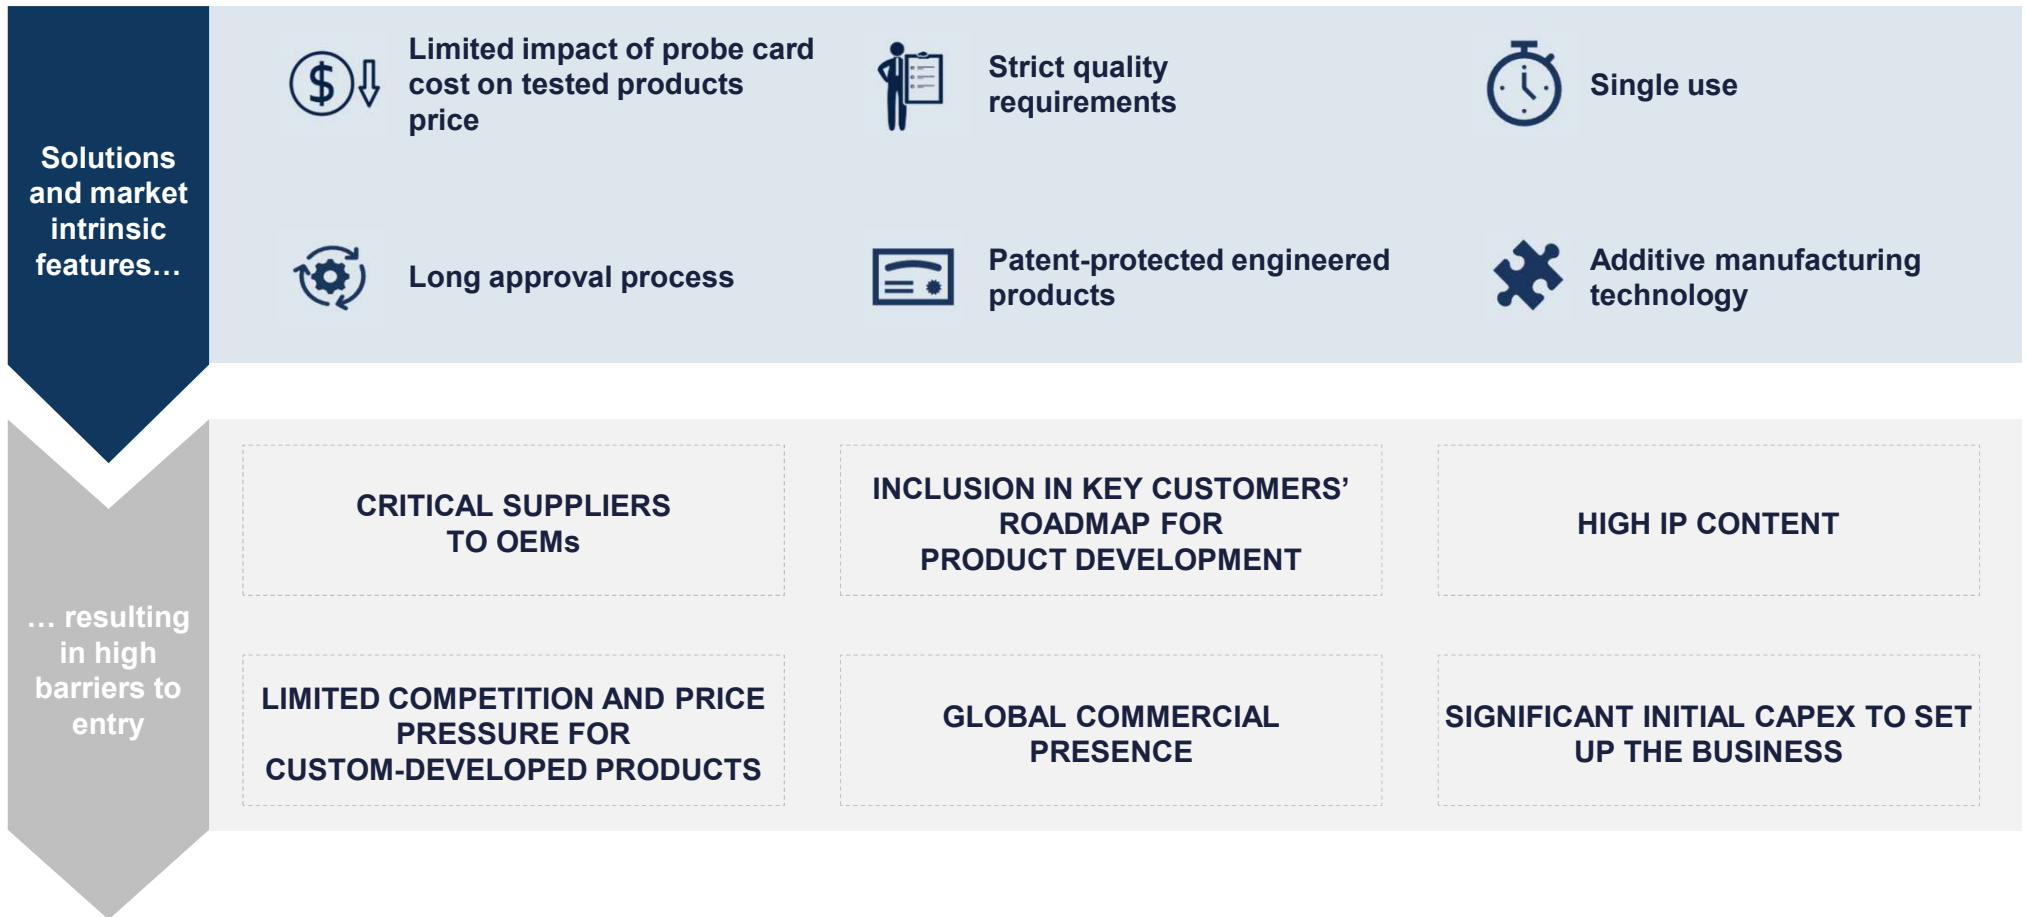 Solutions
and market
intrinsic
features…
Limited impact of probe card
cost on tested products
price
Strict quality
requirements
Single use
Long approval process
Patent-protected engineered
products
Additive manufacturing
technology
… resulting
in high
barriers to
entry
CRITICAL SUPPLIERS
TO OEMs
INCLUSION IN KEY CUSTOMERS’
ROADMAP FOR
PRODUCT DEVELOPMENT
HIGH IP CONTENT
LIMITED COMPETITION AND PRICE
PRESSURE FOR
CUSTOM-DEVELOPED PRODUCTS
GLOBAL COMMERCIAL
PRESENCE
SIGNIFICANT INITIAL CAPEX TO SET
UP THE BUSINESS